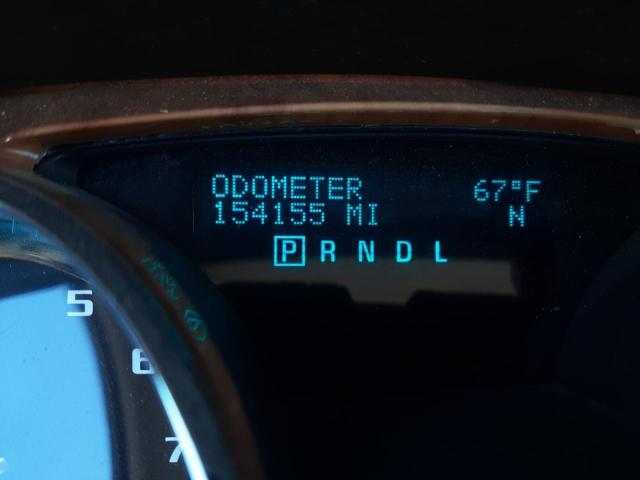 ODOMETER 67°F
154155 MI N
P R N D L
5
6
7